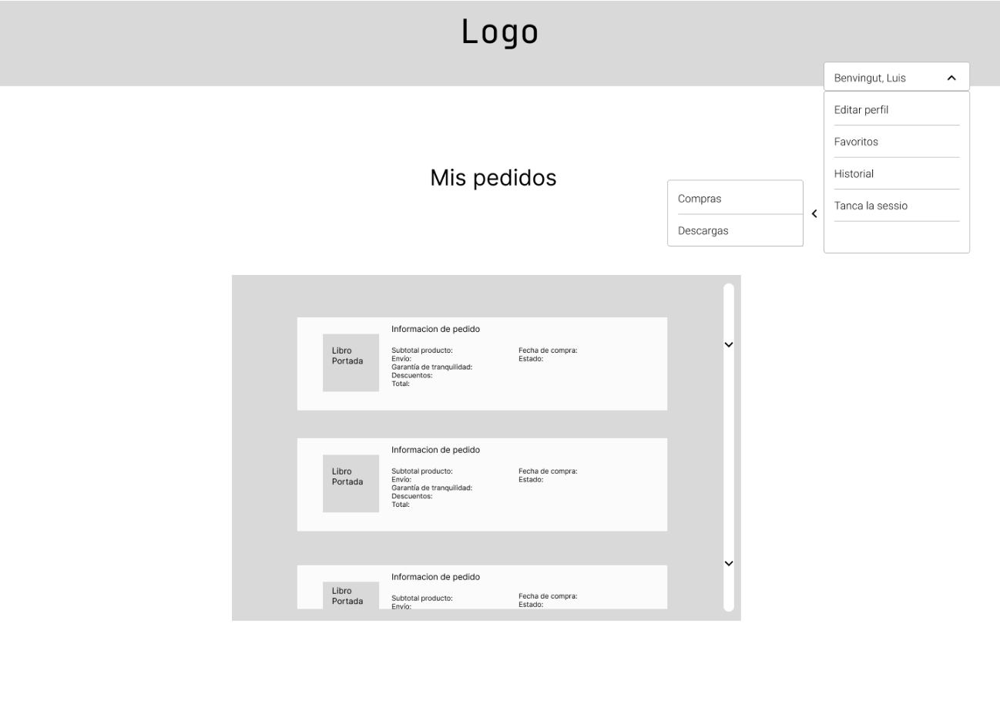 Logo
Benvingut, Luis
Editar perfil
Favoritos
Historial
Tanca la sessio
Mis pedidos
Compras
Descargas
Informacion de pedido
Libro
Portada
Subtotal producto:
Envío:
Garantía de tranquilidad:
Descuentos:
Total:
Fecha de compra:
Estado:
Informacion de pedido
Libro
Portada
Subtotal producto:
Envío:
Garantía de tranquilidad:
Descuentos:
Total:
Fecha de compra:
Estado:
Informacion de pedido
Libro
Portada
Subtotal producto:
Envío:
Fecha de compra:
Estado: